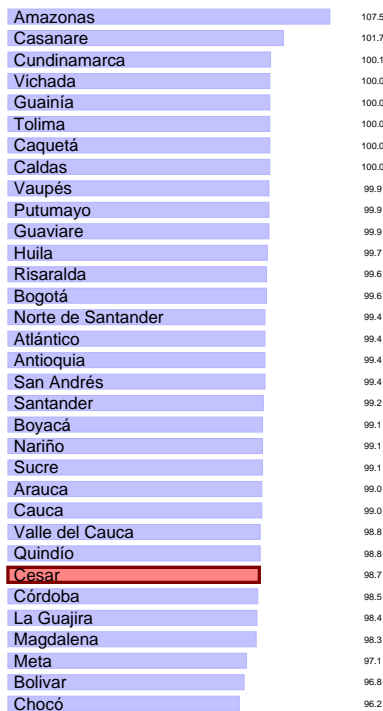 Amazonas 107.5
Casanare 101.7
Cundinamarca 100.1
Vichada 100.0
Guainía 100.0
Tolima 100.0
Caquetá 100.0
Caldas 100.0
Vaupés 99.9
Putumayo 99.9
Guaviare 99.9
Huila 99.7
Risaralda 99.6
Bogotá 99.6
Norte de Santander 99.4
Atlántico 99.4
Antioquia 99.4
San Andrés 99.4
Santander 99.2
Boyacá 99.1
Nariño 99.1
Sucre 99.1
Arauca 99.0
Cauca 99.0
Valle del Cauca 98.8
Quindío 98.8
Cesar 98.7
Córdoba 98.5
La Guajira 98.4
Magdalena 98.3
Meta 97.1
Bolivar 96.8
Chocó 96.2